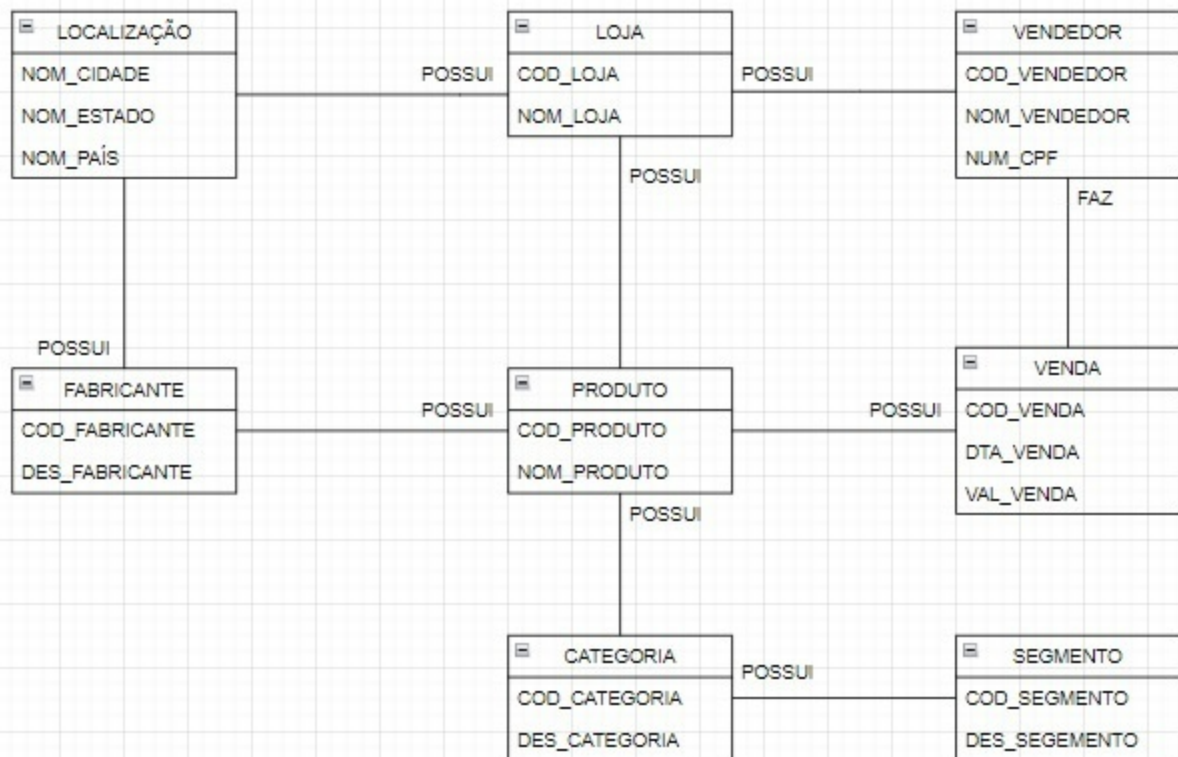 LOCALIZAÇÃO
NOM_CIDADE
NOM_ESTADO
NOM_PAÍS
POSSUI
LOJA
COD_LOJA
NOM_LOJA
POSSUI
POSSUI
VENDEDOR
COD_VENDEDOR
NOM_VENDEDOR
NUM_CPF
FAZ
POSSUI
FABRICANTE
COD_FABRICANTE
DES_FABRICANTE
POSSUI
PRODUTO
COD_PRODUTO
NOM_PRODUTO
POSSUI
POSSUI
VENDA
COD_VENDA
DTA_VENDA
VAL_VENDA
CATEGORIA
COD_CATEGORIA
DES_CATEGORIA
POSSUI
SEGMENTO
COD_SEGMENTO
DES_SEGEMENTO